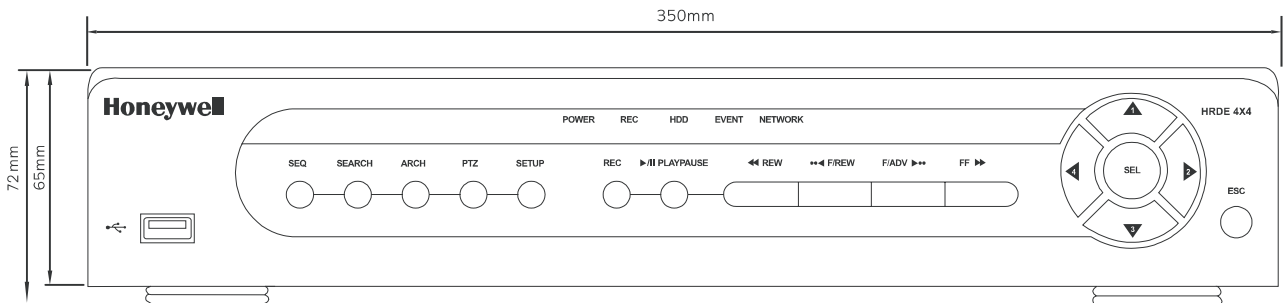 350mm
72mm
65mm
Honeywell
POWER REC HDD EVENT NETWORK
HRDE 4X4
SEQ SEARCH ARCH PTZ SETUP REC ▶/II PLAYPAUSE ◀◀ REW ••◀ F/REW F/ADV ▶•• FF ▶▶
1
4 SEL 2
3
ESC